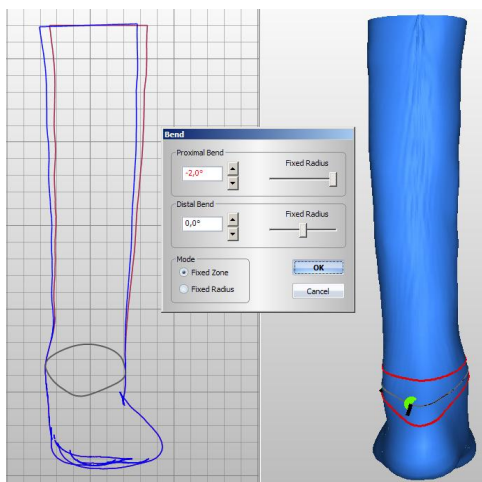 Bend
Proximal Bend
-2,0°
Fixed Radius
Distal Bend
0,0°
Fixed Radius
Mode
Fixed Zone
OK
Fixed Radius
Cancel